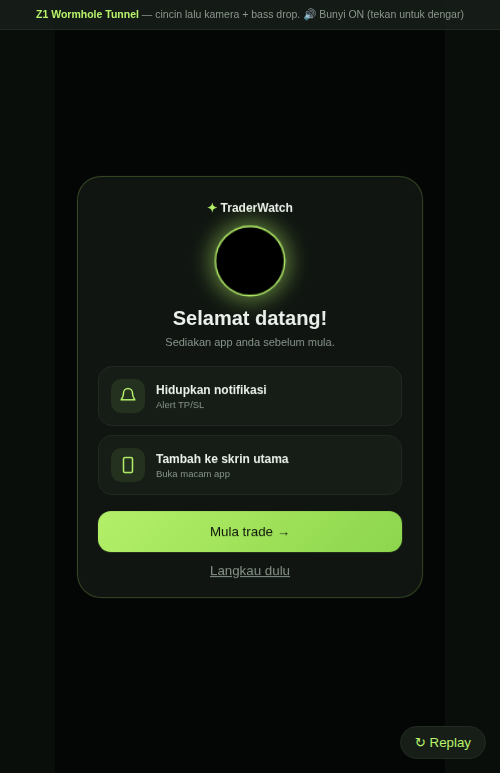 Z1 Wormhole Tunnel — cincin lalu kamera + bass drop. 🔊 Bunyi ON (tekan untuk dengar)
✦ TraderWatch
Selamat datang!
Sediakan app anda sebelum mula.
Hidupkan notifikasi
Alert TP/SL
Tambah ke skrin utama
Buka macam app
Mula trade →
Langkau dulu
↻ Replay